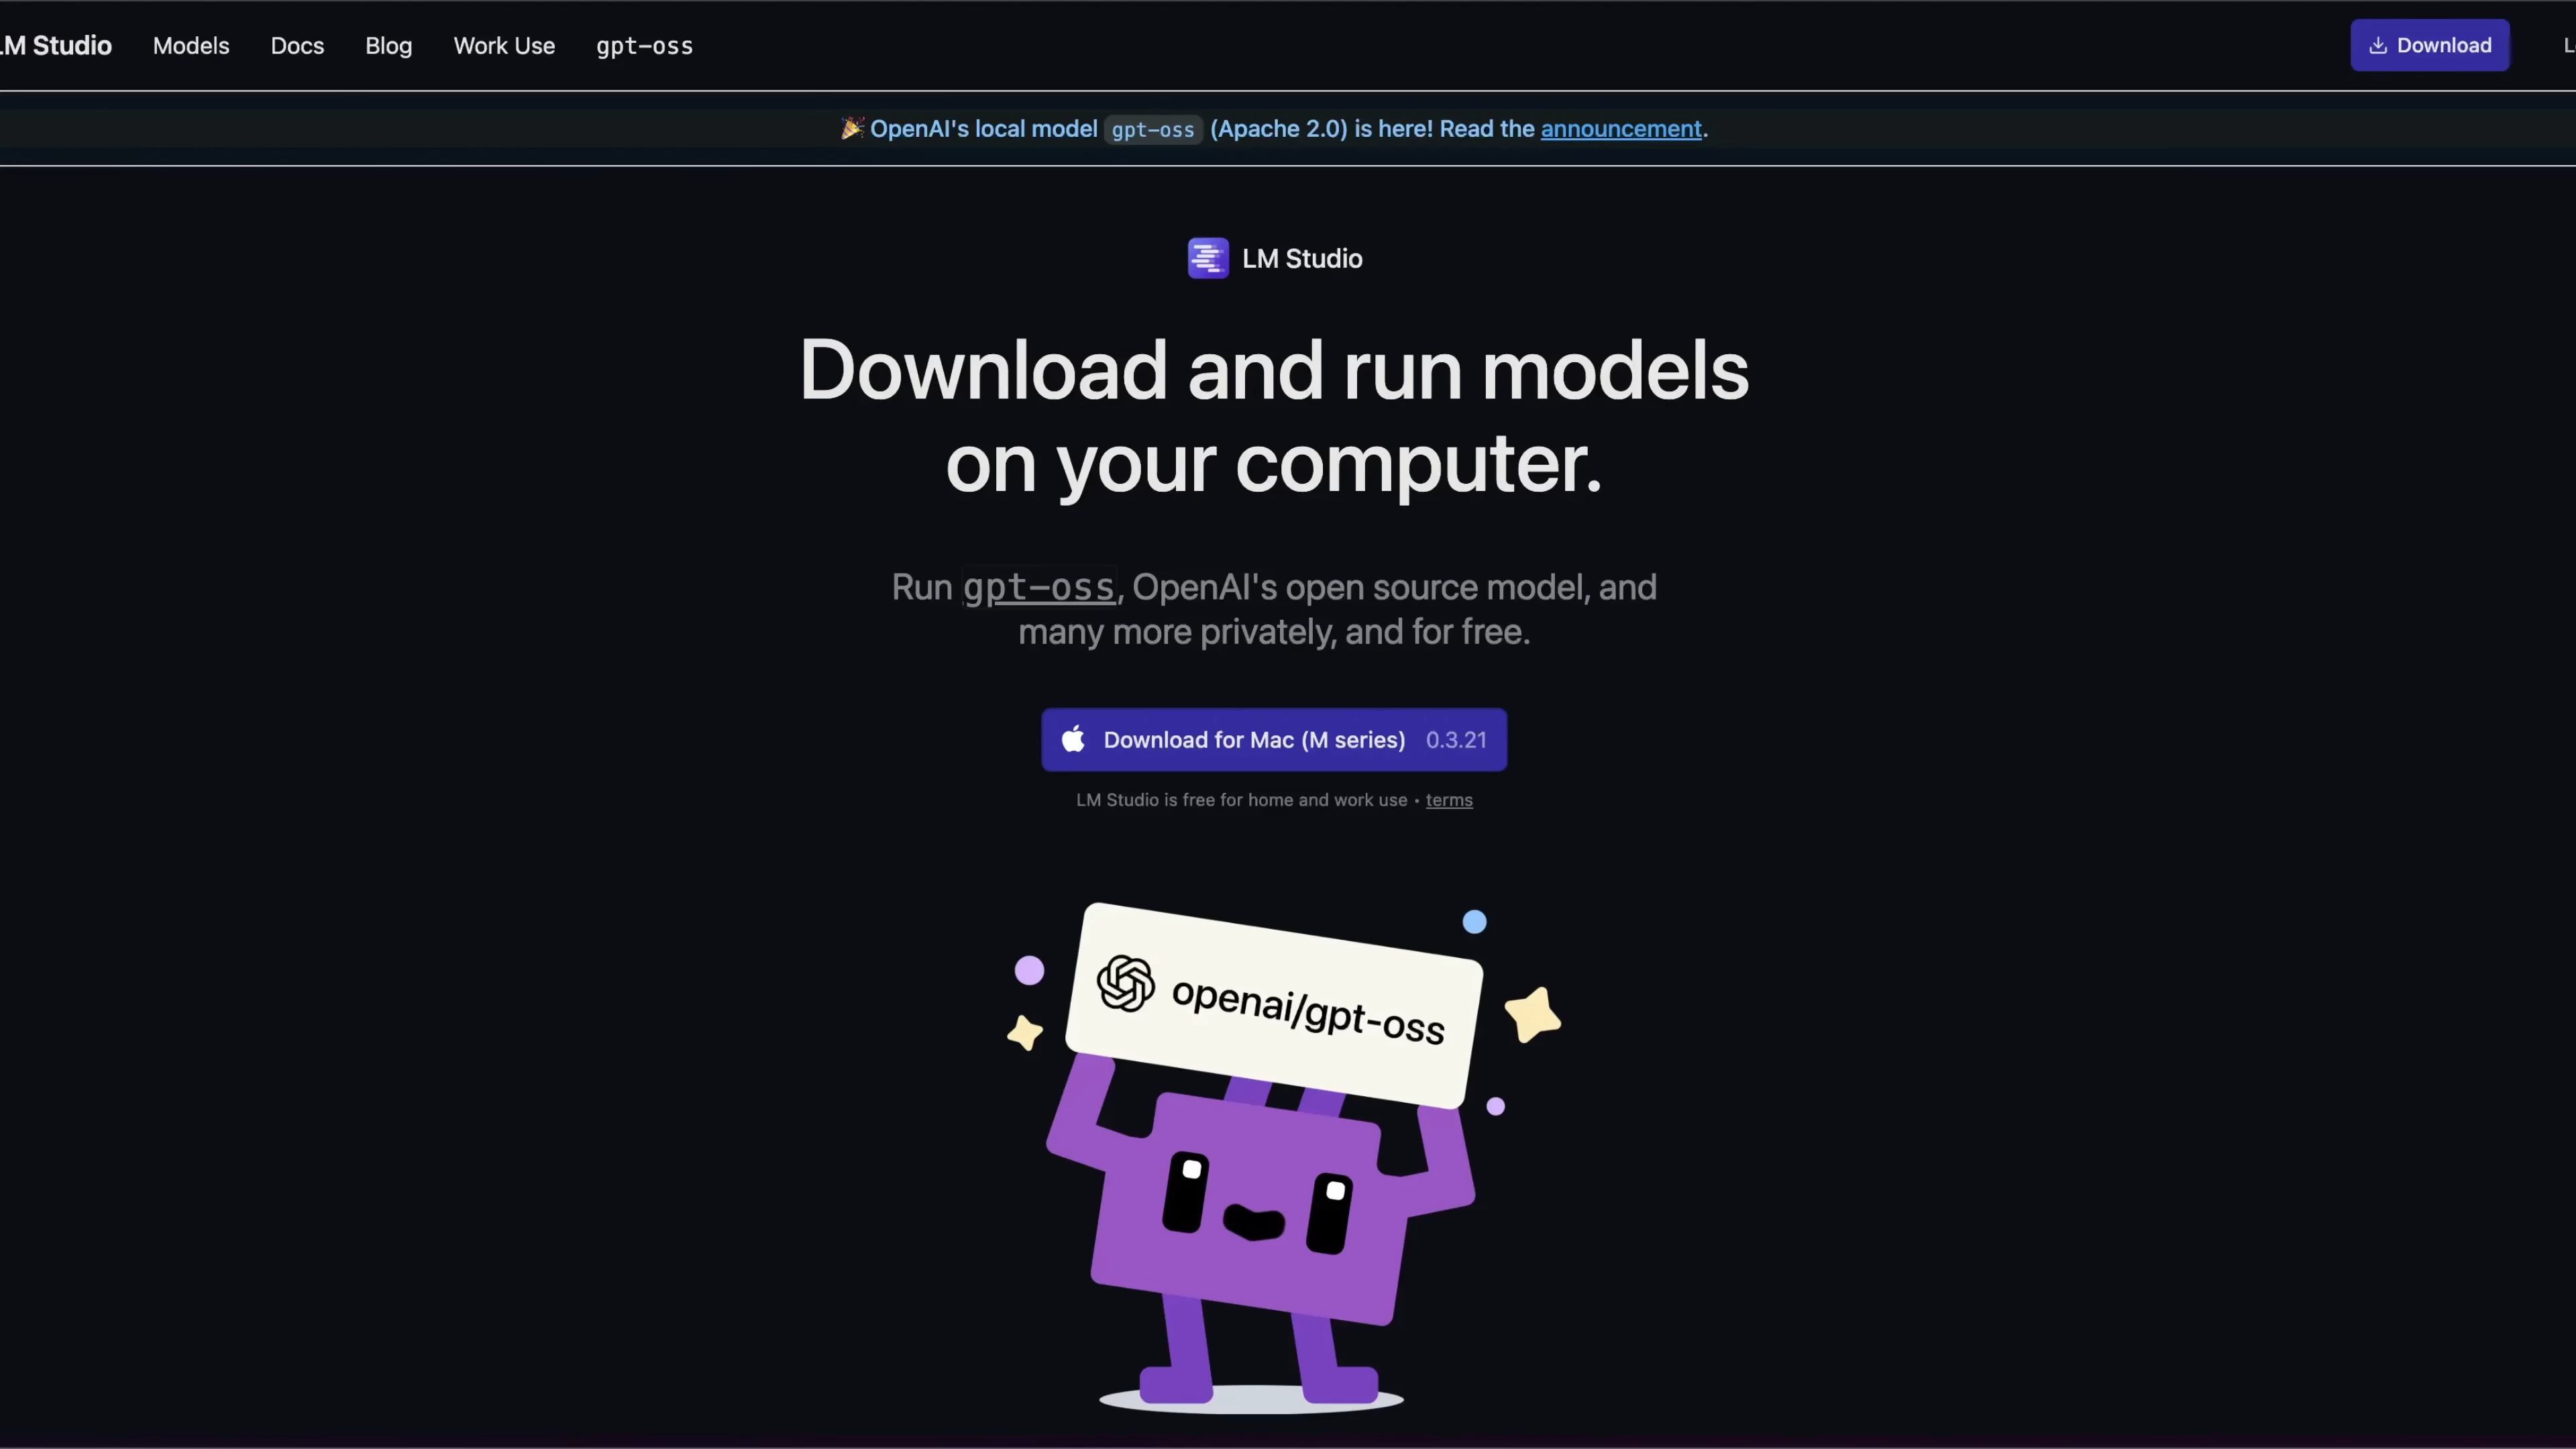 LM Studio Models Docs Blog Work Use gpt-oss Download
🎉 OpenAI's local model gpt-oss (Apache 2.0) is here! Read the announcement.
LM Studio
Download and run models
on your computer.
Run gpt-oss, OpenAI's open source model, and
many more privately, and for free.
Download for Mac (M series) 0.3.21
LM Studio is free for home and work use • terms
openai/gpt-oss